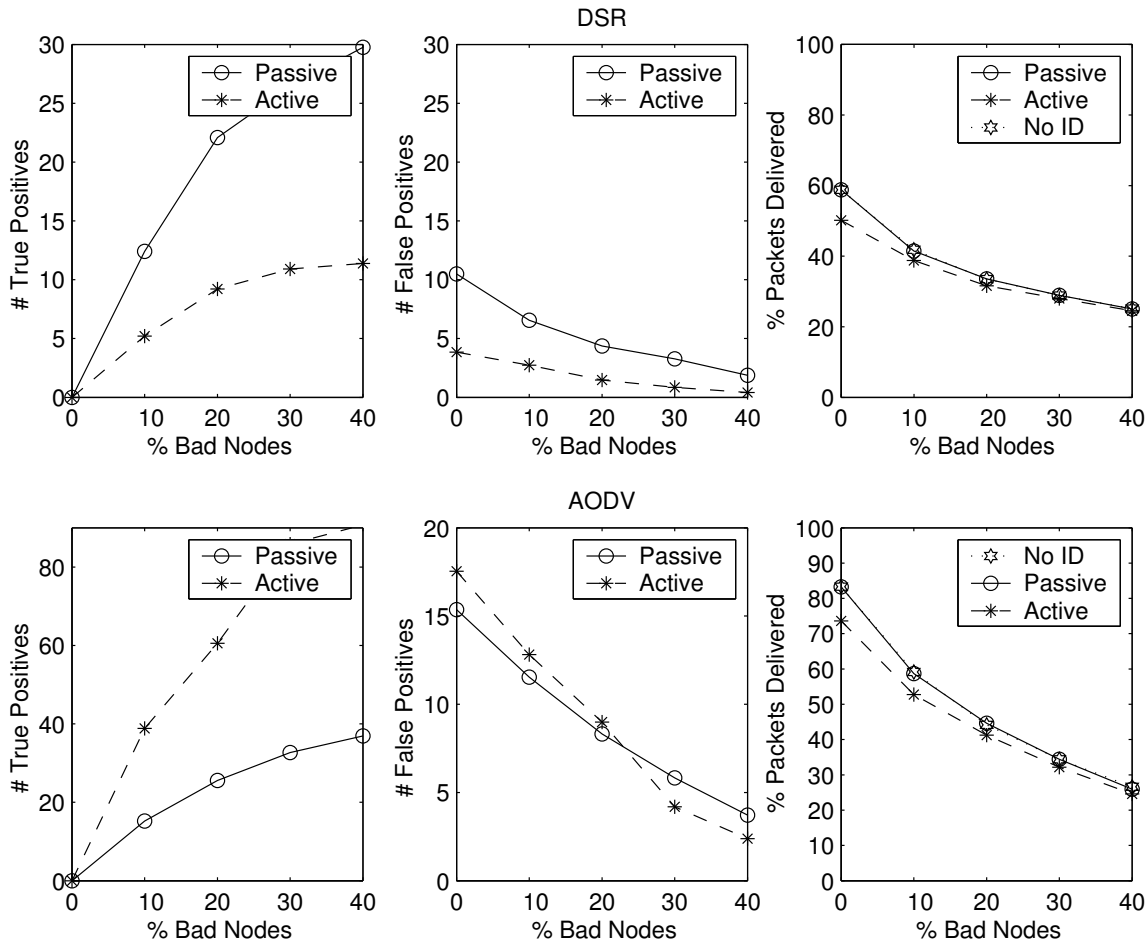 DSR
30
25
20
15
10
5
0
# True Positives
Passive
Active
0 10 20 30 40
% Bad Nodes
30
25
20
15
10
5
0
# False Positives
Passive
Active
0 10 20 30 40
% Bad Nodes
100
80
60
40
20
0
% Packets Delivered
Passive
Active
No ID
0 10 20 30 40
% Bad Nodes
AODV
80
60
40
20
0
# True Positives
Passive
Active
0 10 20 30 40
% Bad Nodes
20
15
10
5
0
# False Positives
Passive
Active
0 10 20 30 40
% Bad Nodes
100
90
80
70
60
50
40
30
20
10
0
% Packets Delivered
No ID
Passive
Active
0 10 20 30 40
% Bad Nodes